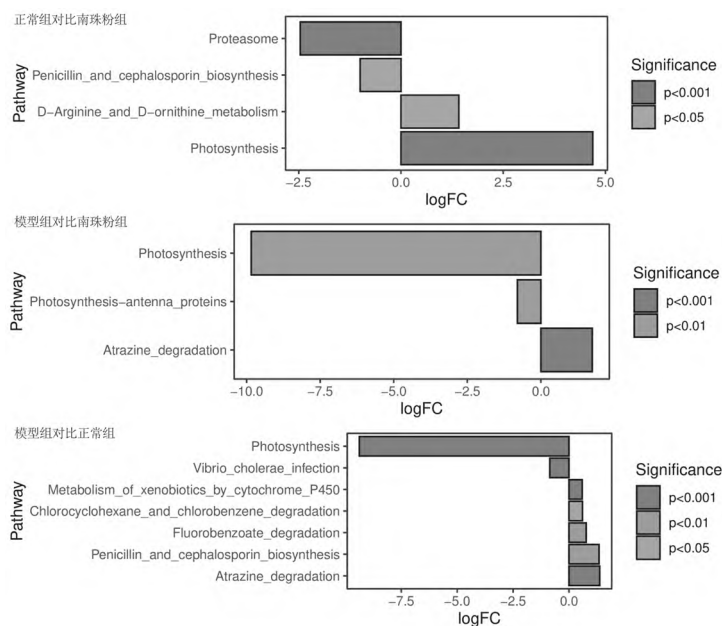 正常组对比南珠粉组
Pathway
Proteasome
Penicillin_and_cephalosporin_biosynthesis
D−Arginine_and_D−ornithine_metabolism
Photosynthesis
−2.5 0.0 2.5 5.0
logFC
Significance
p<0.001
p<0.05
模型组对比南珠粉组
Pathway
Photosynthesis
Photosynthesis−antenna_proteins
Atrazine_degradation
−10.0 −7.5 −5.0 −2.5 0.0
logFC
Significance
p<0.001
p<0.01
模型组对比正常组
Pathway
Photosynthesis
Vibrio_cholerae_infection
Metabolism_of_xenobiotics_by_cytochrome_P450
Chlorocyclohexane_and_chlorobenzene_degradation
Fluorobenzoate_degradation
Penicillin_and_cephalosporin_biosynthesis
Atrazine_degradation
−7.5 −5.0 −2.5 0.0
logFC
Significance
p<0.001
p<0.01
p<0.05